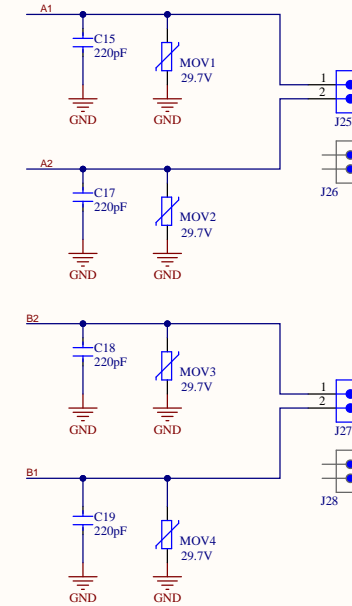 A1
C15
220pF
MOV1
29.7V
GND
GND
1
2
J25
A2
C17
220pF
MOV2
29.7V
GND
GND
J26
B2
C18
220pF
MOV3
29.7V
GND
GND
1
2
J27
B1
C19
220pF
MOV4
29.7V
GND
GND
J28